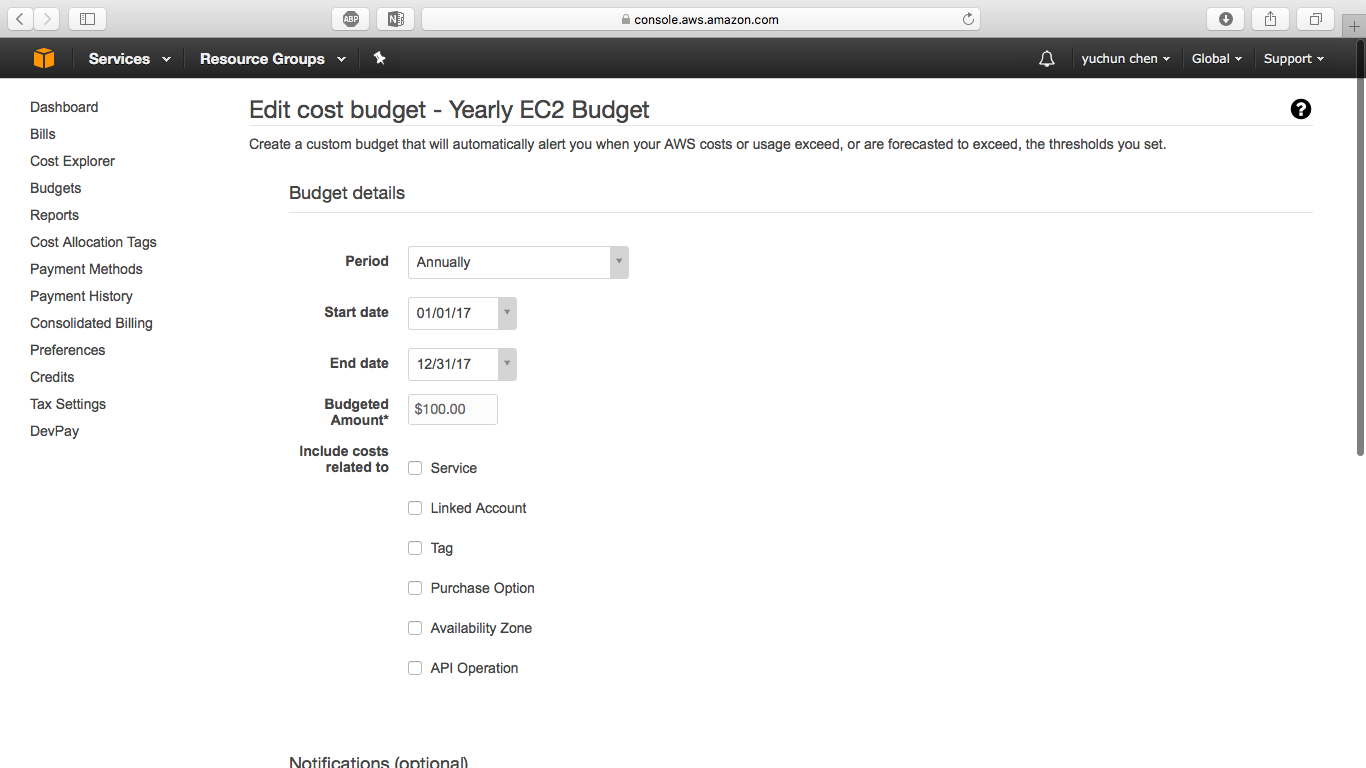 ABP
N
console.aws.amazon.com
Services
Resource Groups
yuchun chen
Global
Support
Dashboard
Bills
Cost Explorer
Budgets
Reports
Cost Allocation Tags
Payment Methods
Payment History
Consolidated Billing
Preferences
Credits
Tax Settings
DevPay
Edit cost budget - Yearly EC2 Budget
?
Create a custom budget that will automatically alert you when your AWS costs or usage exceed, or are forecasted to exceed, the thresholds you set.
Budget details
Period
Annually
Start date
01/01/17
End date
12/31/17
Budgeted
Amount*
$100.00
Include costs
related to
Service
Linked Account
Tag
Purchase Option
Availability Zone
API Operation
Notifications (optional)